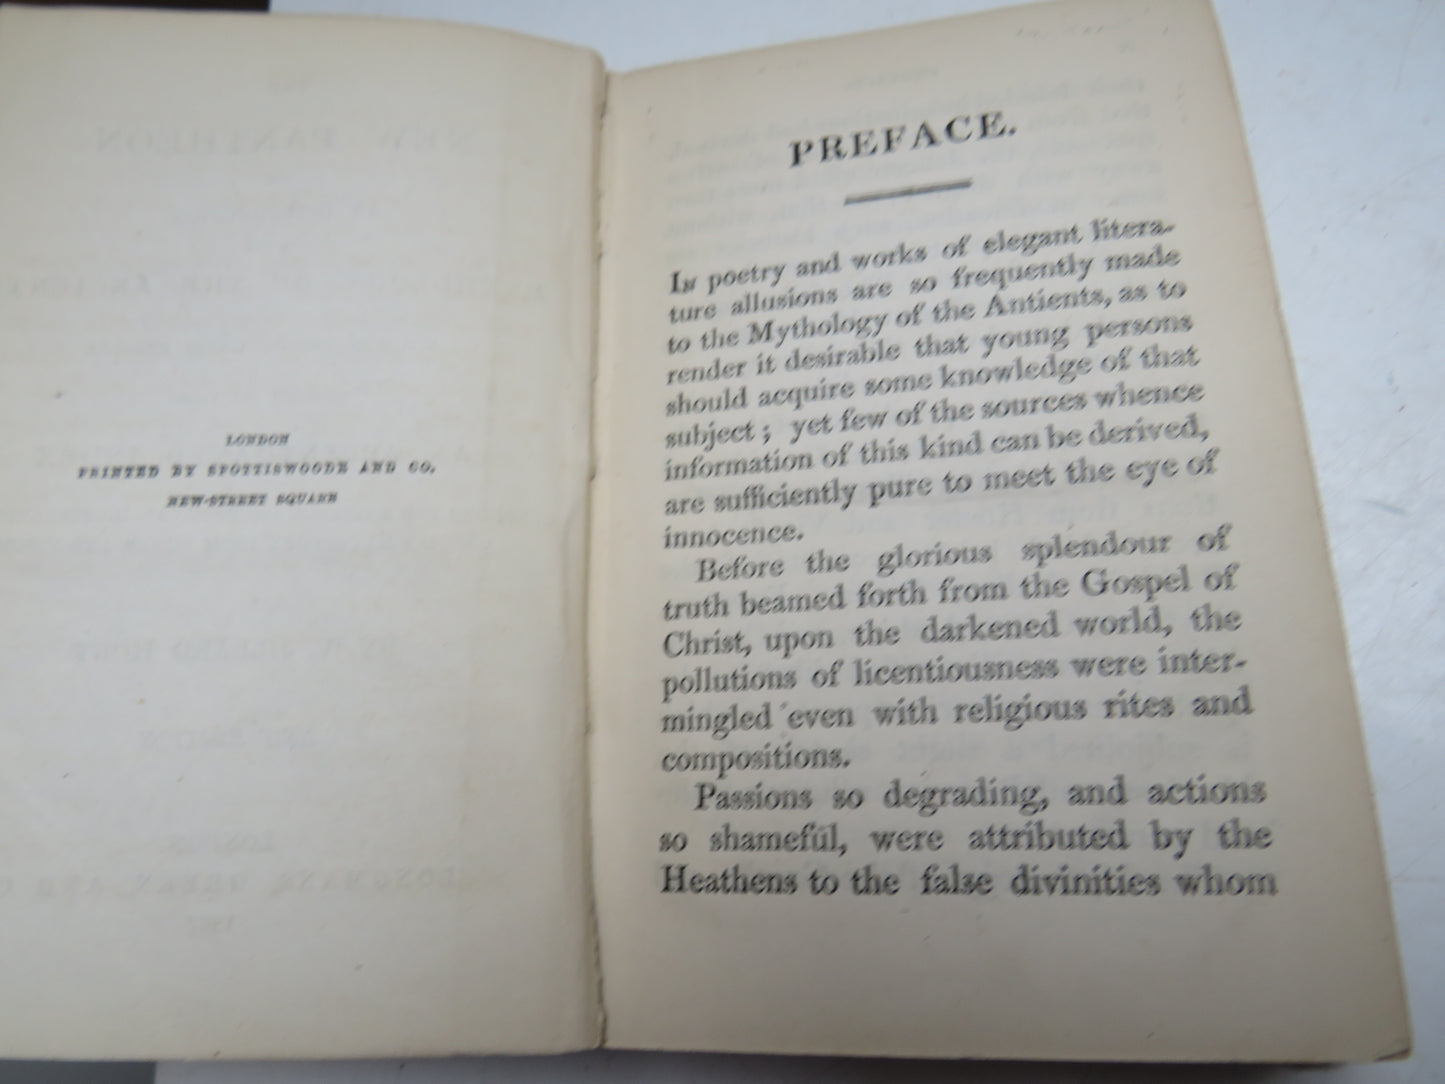 LONDON
PRINTED BY SPOTTISWOODE AND CO.
NEW-STREET SQUARE
PREFACE.
In poetry and works of elegant litera-
ture allusions are so frequently made
to the Mythology of the Antients, as to
render it desirable that young persons
should acquire some knowledge of that
subject; yet few of the sources whence
information of this kind can be derived,
are sufficiently pure to meet the eye of
innocence.
Before the glorious splendour of
truth beamed forth from the Gospel of
Christ, upon the darkened world, the
pollutions of licentiousness were inter-
mingled even with religious rites and
compositions.
Passions so degrading, and actions
so shameful, were attributed by the
Heathens to the false divinities whom